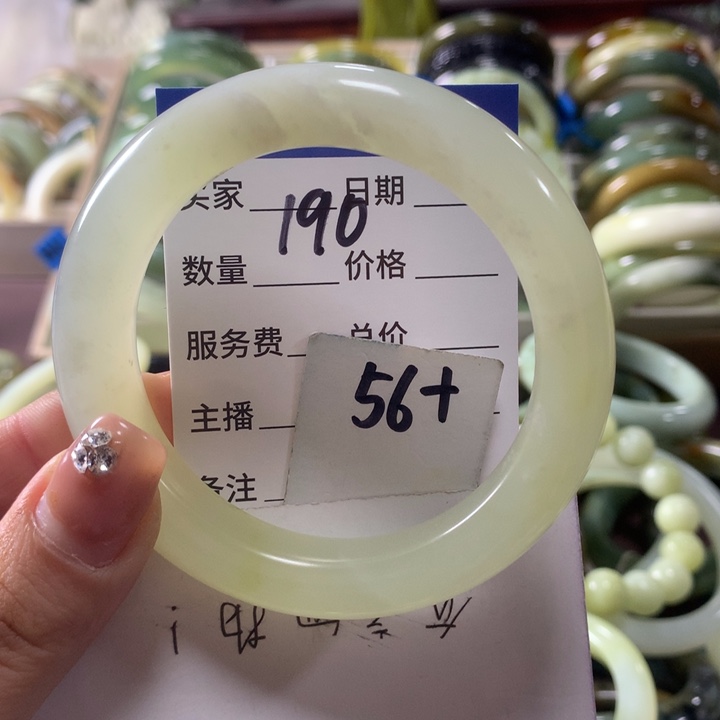 买家 190 日期
数量 价格
服务费 总价
56+
主播
备注